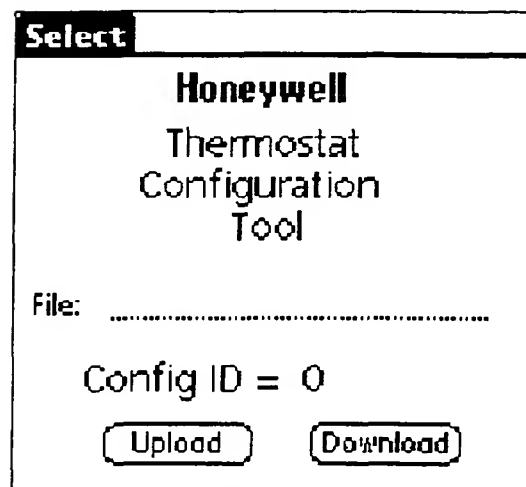 Select
Honeywell
Thermostat
Configuration
Tool
File:
Config ID = 0
Upload Download